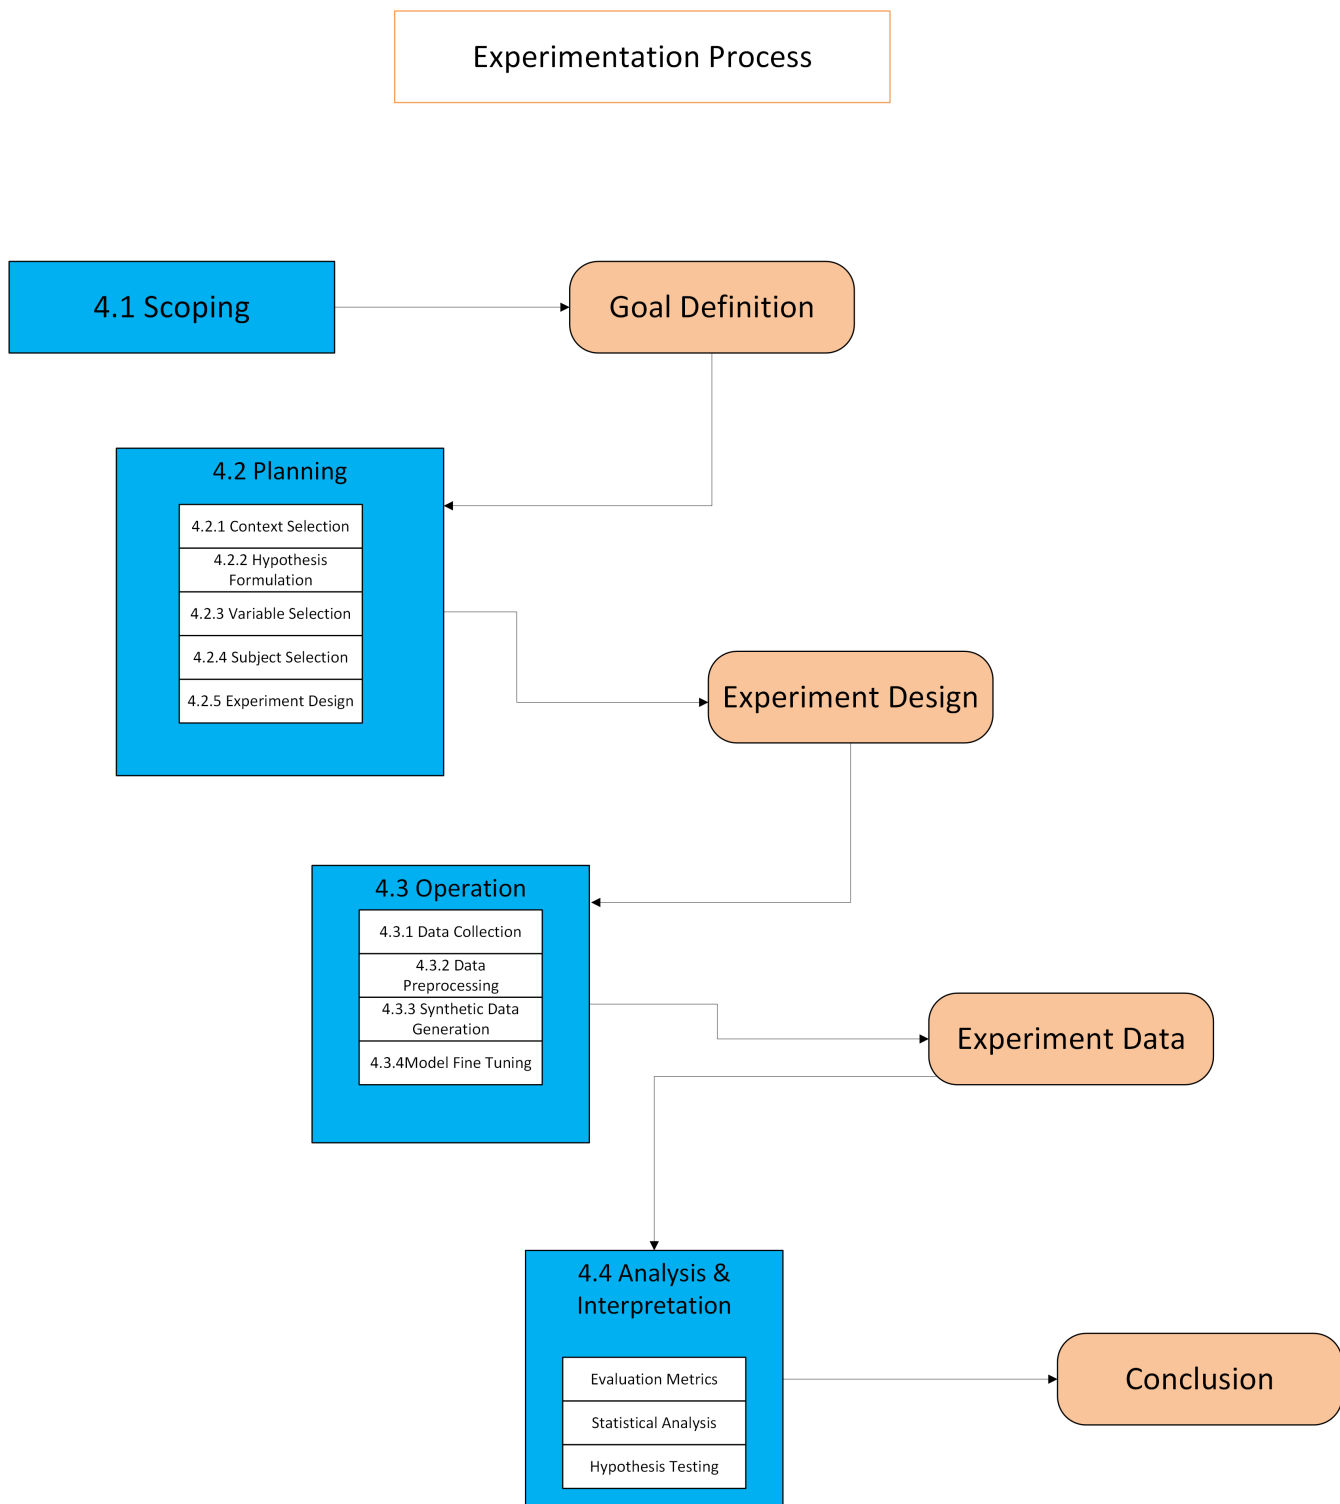 Experimentation Process
4.1 Scoping
Goal Definition
4.2 Planning
4.2.1 Context Selection
4.2.2 Hypothesis
Formulation
4.2.3 Variable Selection
4.2.4 Subject Selection
4.2.5 Experiment Design
Experiment Design
4.3 Operation
4.3.1 Data Collection
4.3.2 Data
Preprocessing
4.3.3 Synthetic Data
Generation
4.3.4Model Fine Tuning
Experiment Data
4.4 Analysis &
Interpretation
Evaluation Metrics
Statistical Analysis
Hypothesis Testing
Conclusion